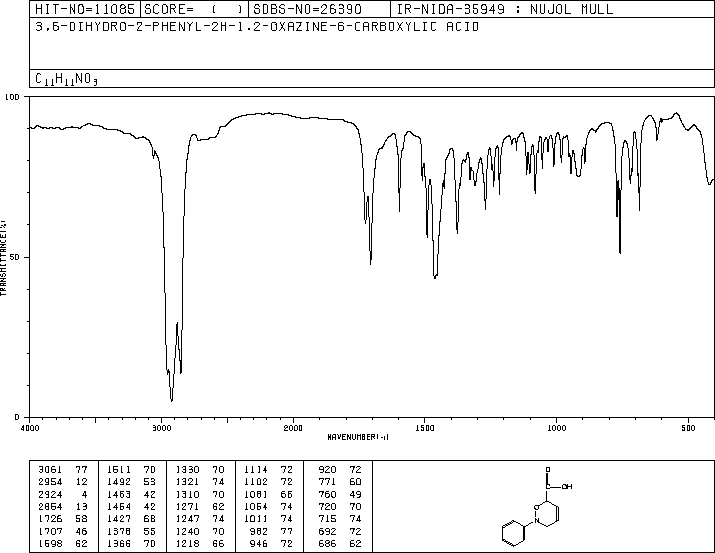 HIT-NO=11085 SCORE= ( ) SDBS-NO=26390 IR-NIDA-35949 : NUJOL MULL
3,6-DIHYDRO-2-PHENYL-2H-1,2-OXAZINE-6-CARBOXYLIC ACID
C11H11NO3
100
50
0
TRANSMITTANCE(%)
4000 3000 2000 1500 1000 500
WAVENUMBER(-1)
3061 77 1511 70 1330 70 1114 72 920 72
2954 12 1492 53 1321 74 1102 72 771 60
2924 4 1463 42 1310 70 1081 66 760 49
2854 13 1454 42 1271 62 1054 74 720 70
1726 58 1427 68 1247 74 1011 74 715 74
1707 46 1378 55 1240 70 982 77 692 72
1598 62 1366 70 1218 66 946 72 686 62
O
C OH
O
N